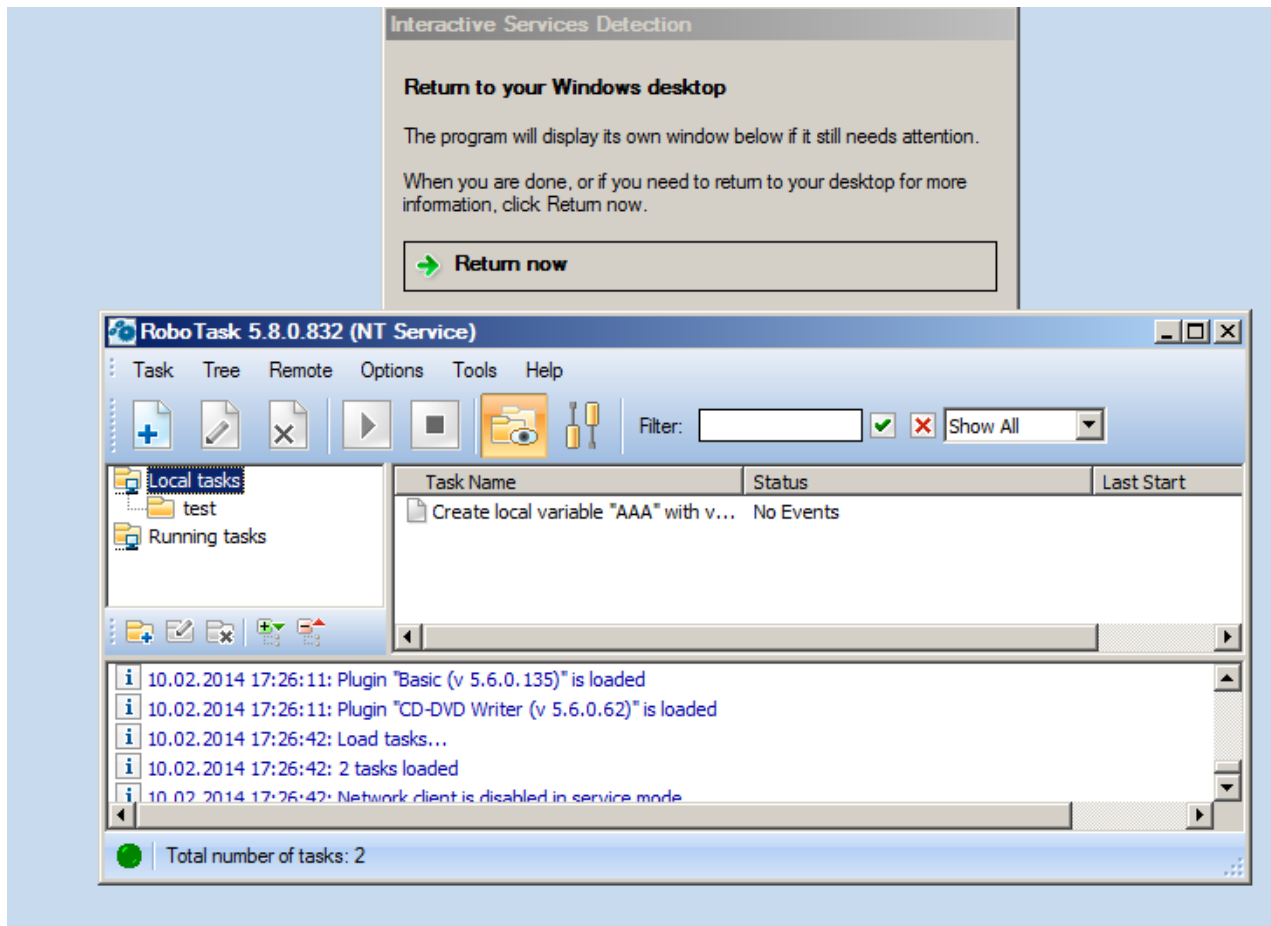 Interactive Services Detection
Return to your Windows desktop
The program will display its own window below if it still needs attention.
When you are done, or if you need to return to your desktop for more
information, click Return now.
Return now
RoboTask 5.8.0.832 (NT Service)
Task Tree Remote Options Tools Help
Filter: Show All
Local tasks
test
Running tasks
Task Name Status Last Start
Create local variable "AAA" with v... No Events
10.02.2014 17:26:11: Plugin "Basic (v 5.6.0.135)" is loaded
10.02.2014 17:26:11: Plugin "CD-DVD Writer (v 5.6.0.62)" is loaded
10.02.2014 17:26:42: Load tasks...
10.02.2014 17:26:42: 2 tasks loaded
10.02.2014 17:26:42: Network client is disabled in service mode
Total number of tasks: 2